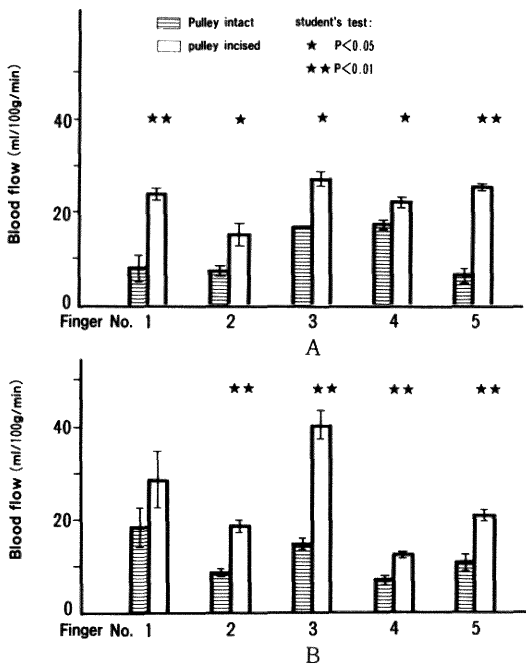 Pulley intact
pulley incised
student's test:
★ P<0.05
★★ P<0.01
Blood flow (ml/100g/min)
40
20
0
★★ ★ ★ ★ ★★
Finger No. 1 2 3 4 5
A
Blood flow (ml/100g/min)
40
20
0
★★ ★★ ★★ ★★
Finger No. 1 2 3 4 5
B